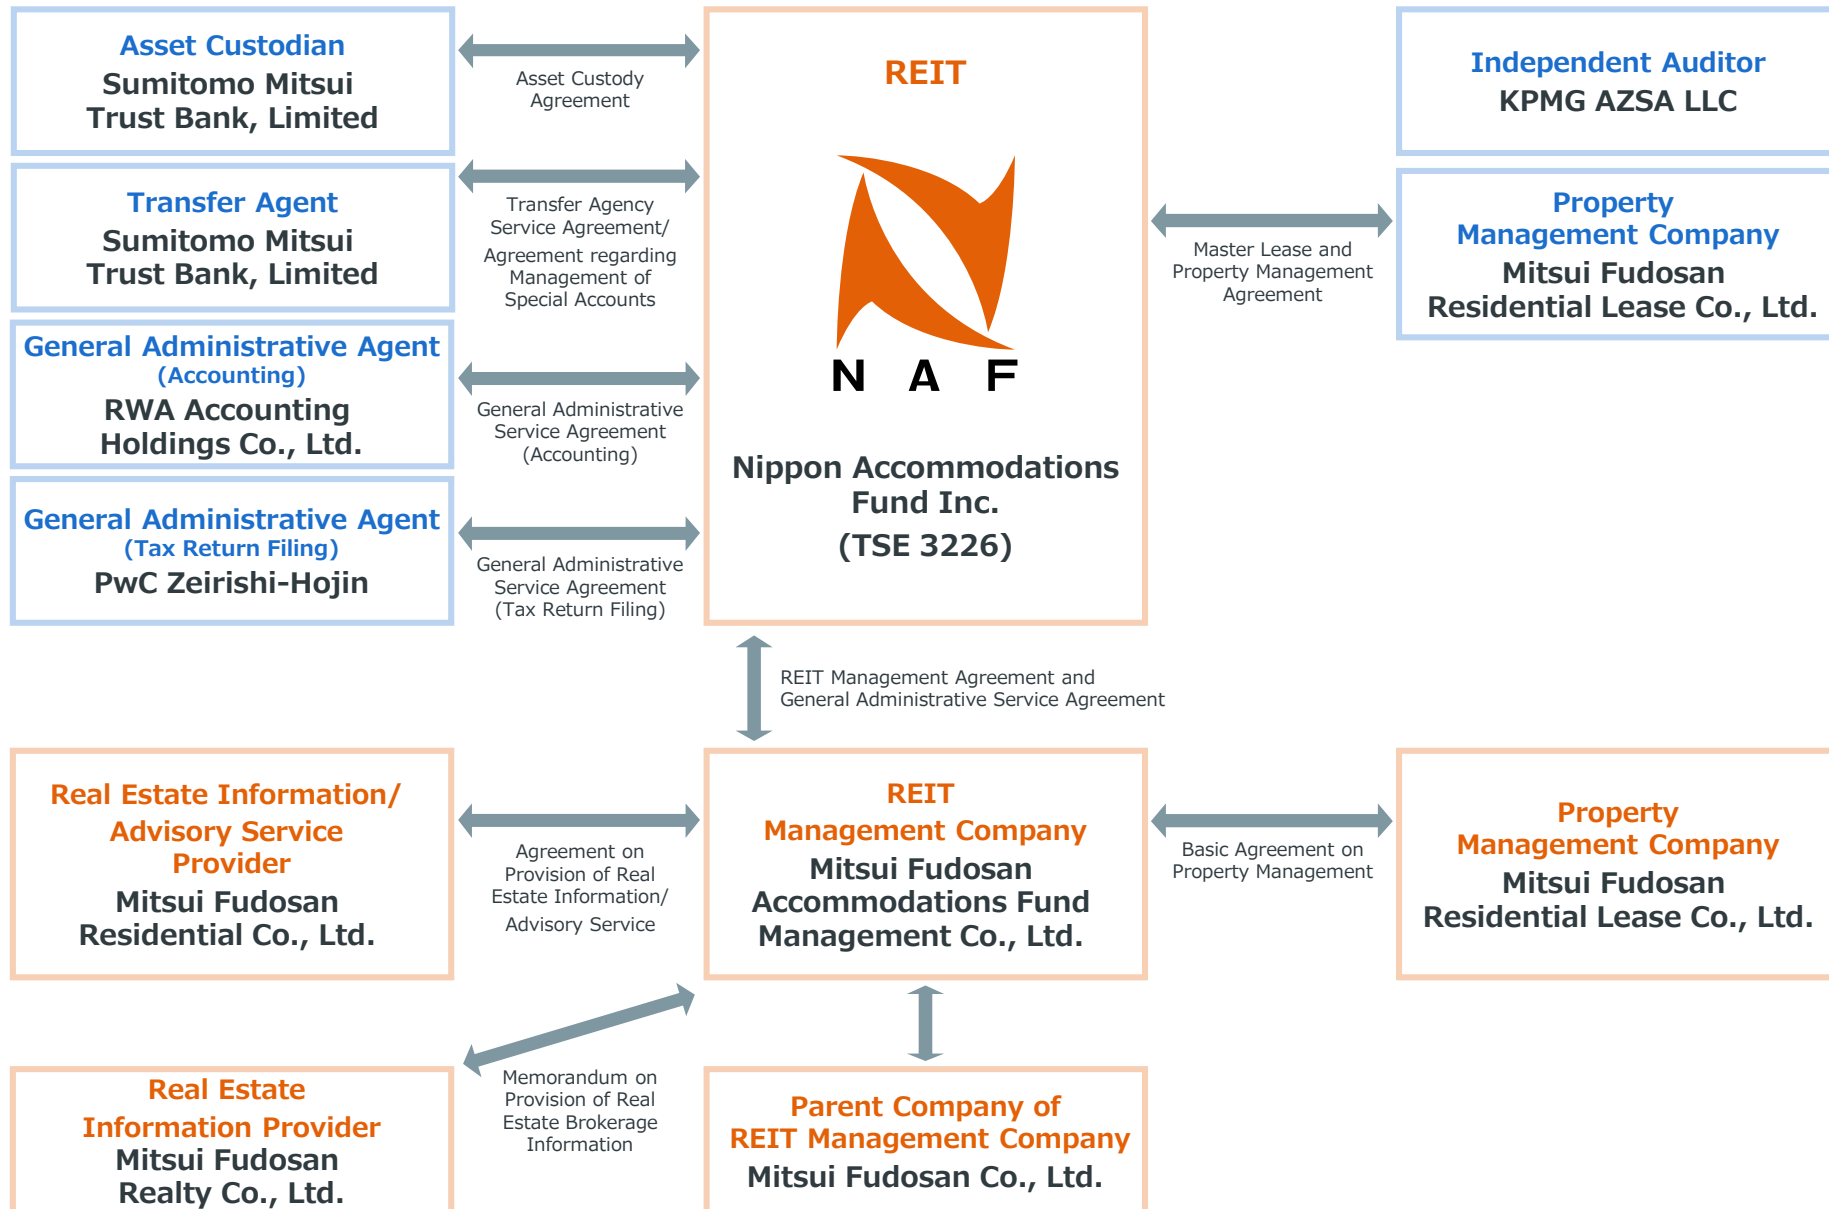 Asset Custodian
Sumitomo Mitsui
Trust Bank, Limited
Asset Custody
Agreement
Transfer Agent
Sumitomo Mitsui
Trust Bank, Limited
Transfer Agency
Service Agreement/
Agreement regarding
Management of
Special Accounts
General Administrative Agent
(Accounting)
RWA Accounting
Holdings Co., Ltd.
General Administrative
Service Agreement
(Accounting)
General Administrative Agent
(Tax Return Filing)
PwC Zeirishi-Hojin
General Administrative
Service Agreement
(Tax Return Filing)
REIT
N A F
Nippon Accommodations
Fund Inc.
(TSE 3226)
Independent Auditor
KPMG AZSA LLC
Master Lease and
Property Management
Agreement
Property
Management Company
Mitsui Fudosan
Residential Lease Co., Ltd.
REIT Management Agreement and
General Administrative Service Agreement
Real Estate Information/
Advisory Service
Provider
Mitsui Fudosan
Residential Co., Ltd.
Agreement on
Provision of Real
Estate Information/
Advisory Service
REIT
Management Company
Mitsui Fudosan
Accommodations Fund
Management Co., Ltd.
Basic Agreement on
Property Management
Property
Management Company
Mitsui Fudosan
Residential Lease Co., Ltd.
Real Estate
Information Provider
Mitsui Fudosan
Realty Co., Ltd.
Memorandum on
Provision of Real
Estate Brokerage
Information
Parent Company of
REIT Management Company
Mitsui Fudosan Co., Ltd.